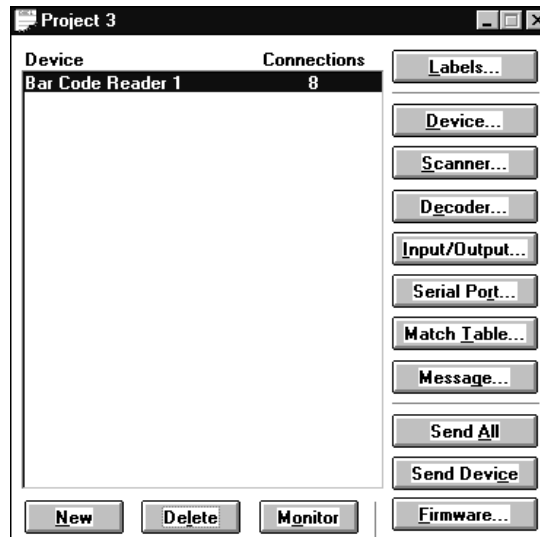 Project 3
Device Connections
Bar Code Reader 1 8
Labels...
Device...
Scanner...
Decoder...
Input/Output...
Serial Port...
Match Table...
Message...
Send All
Send Device
New Delete Monitor Firmware...